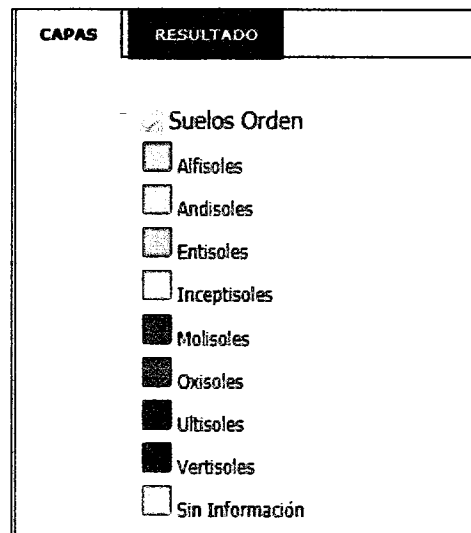 CAPAS RESULTADO
Suelos Orden
Alfisoles
Andisoles
Entisoles
Inceptisoles
Molisoles
Oxisoles
Ultisoles
Vertisoles
Sin Información